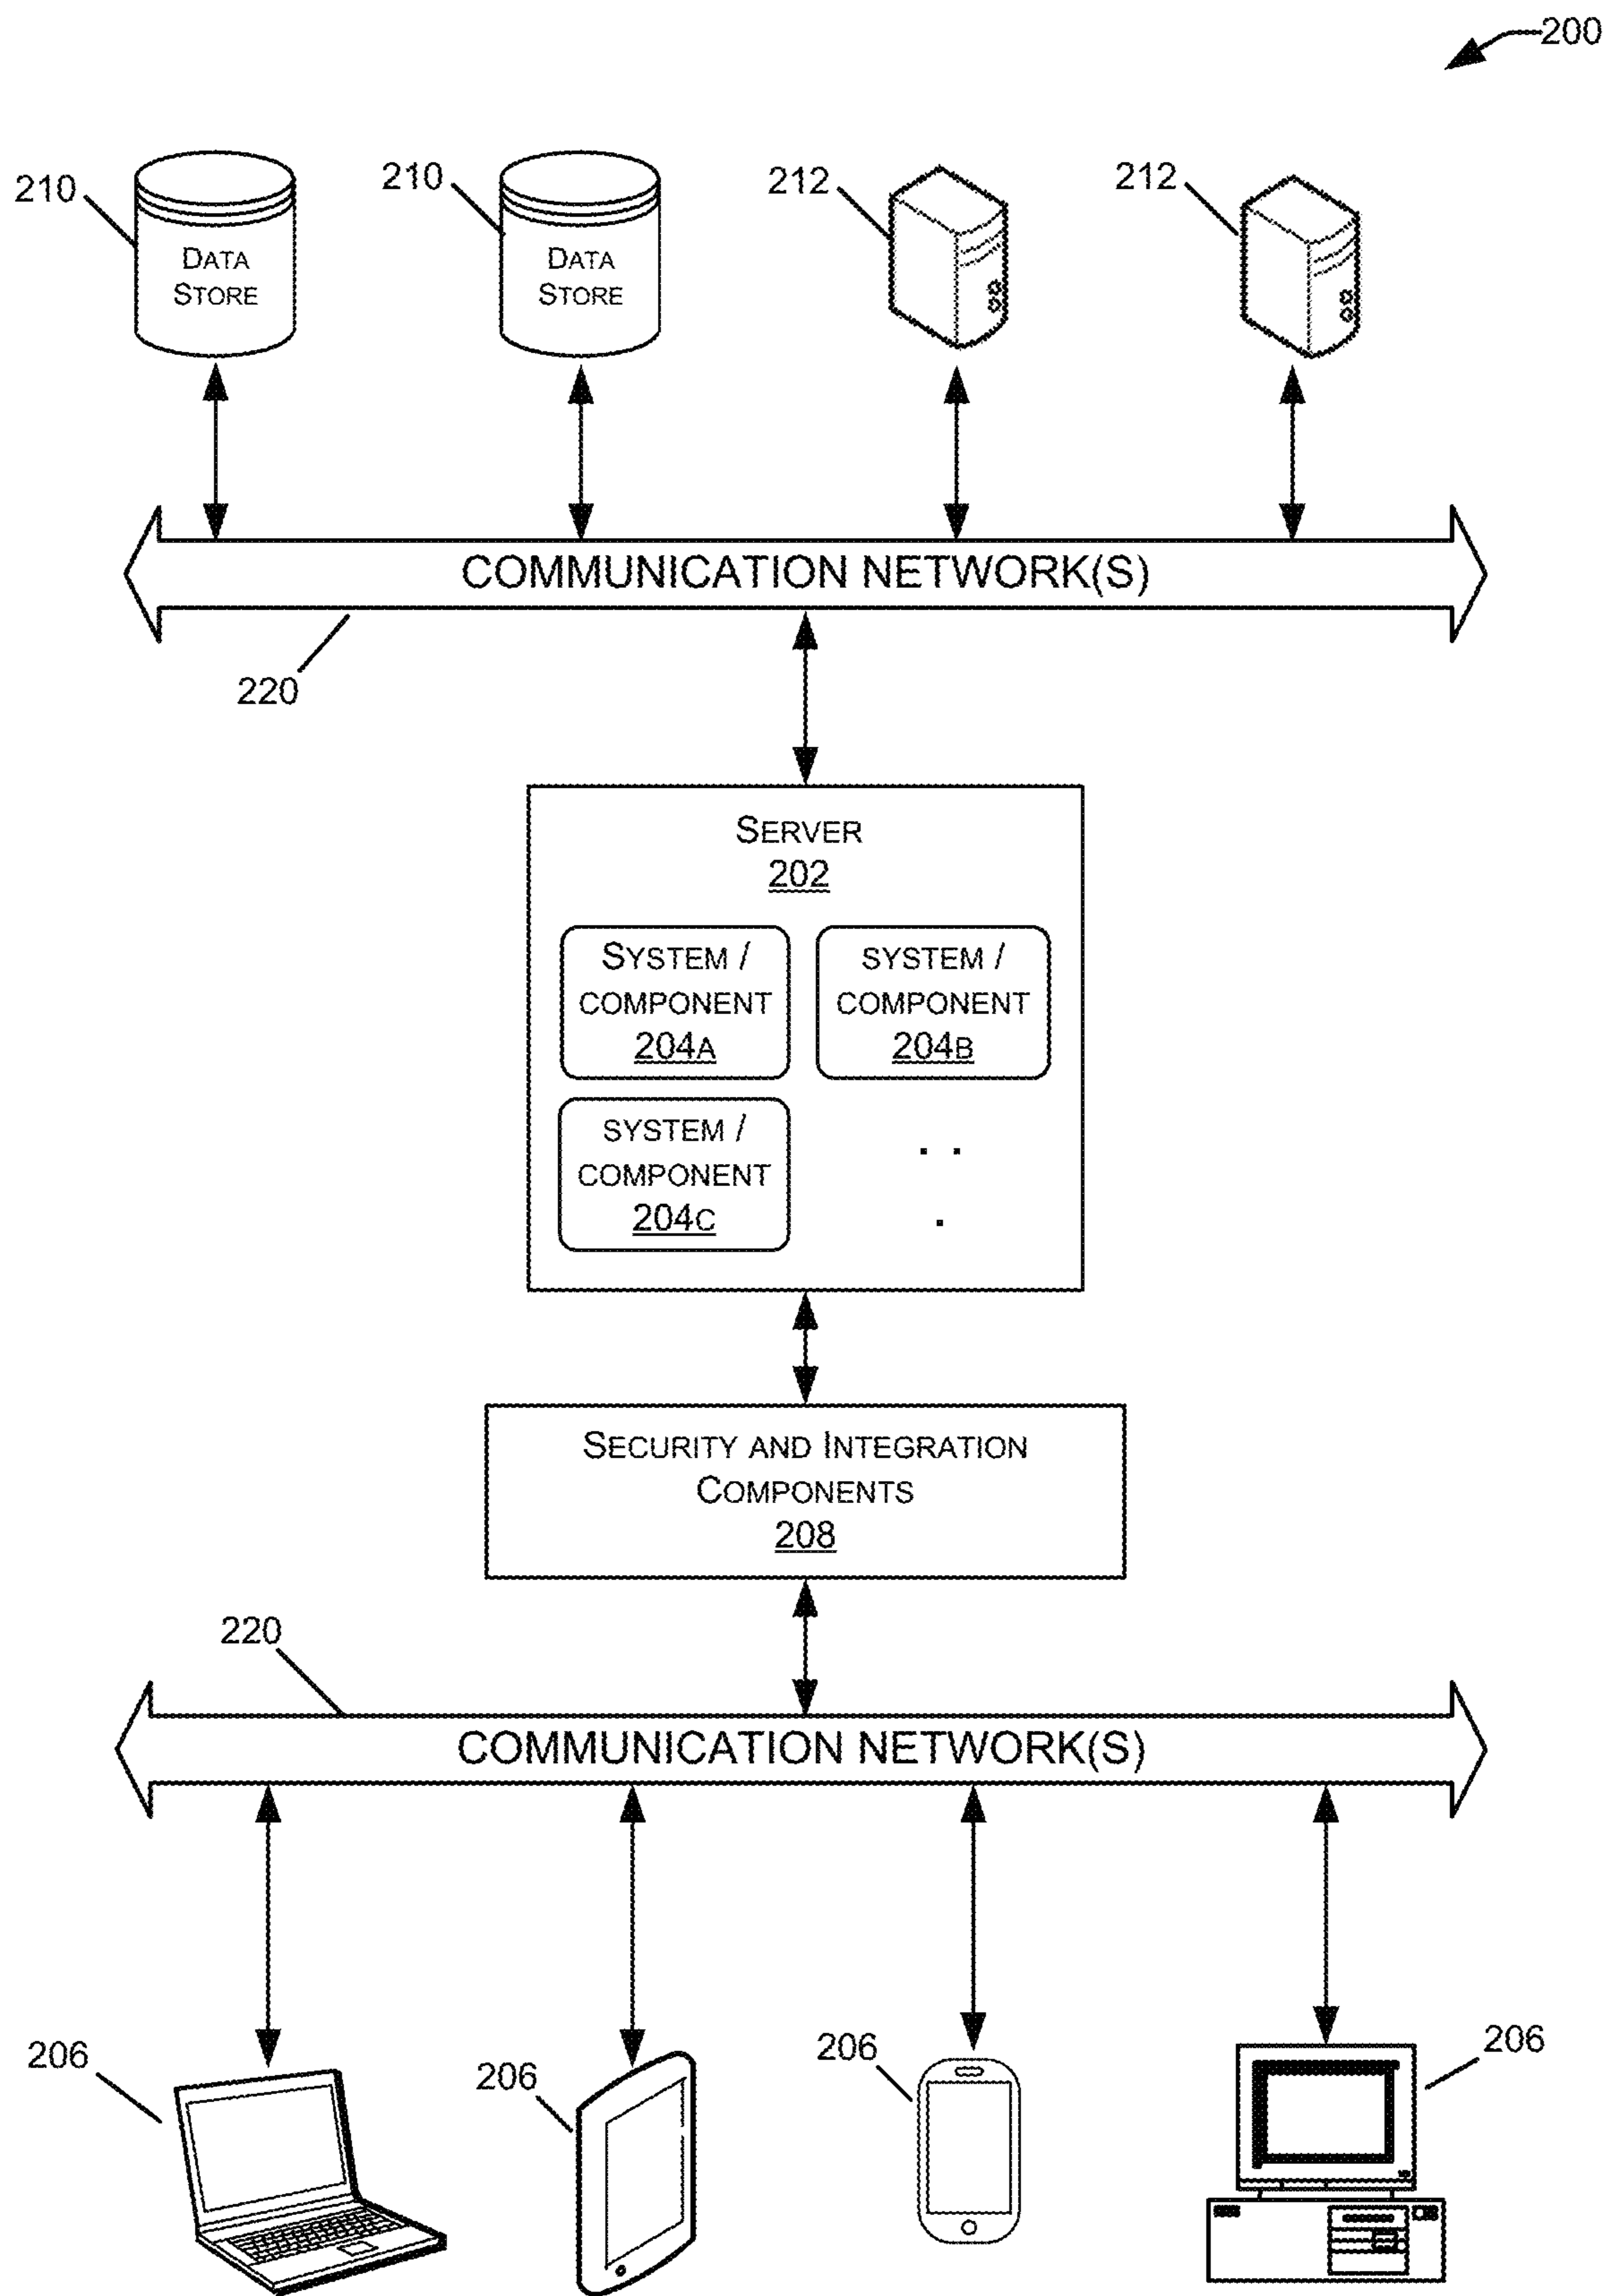 200
210
210
212
212
DATA
STORE
DATA
STORE
COMMUNICATION NETWORK(S)
220
SERVER
202
SYSTEM /
COMPONENT
204A
SYSTEM /
COMPONENT
204B
SYSTEM /
COMPONENT
204C
. .
.
SECURITY AND INTEGRATION
COMPONENTS
208
220
COMMUNICATION NETWORK(S)
206
206
206
206